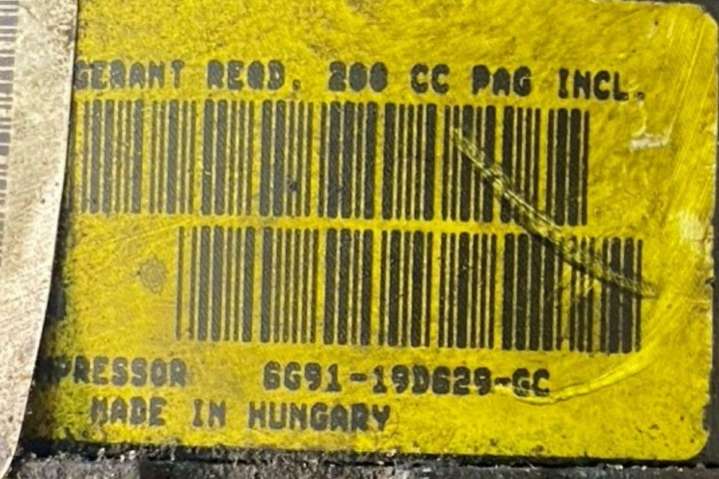 GERANT REQD. 200 CC PAG INCL.
PRESSOR 6G91-19D629-GC
MADE IN HUNGARY